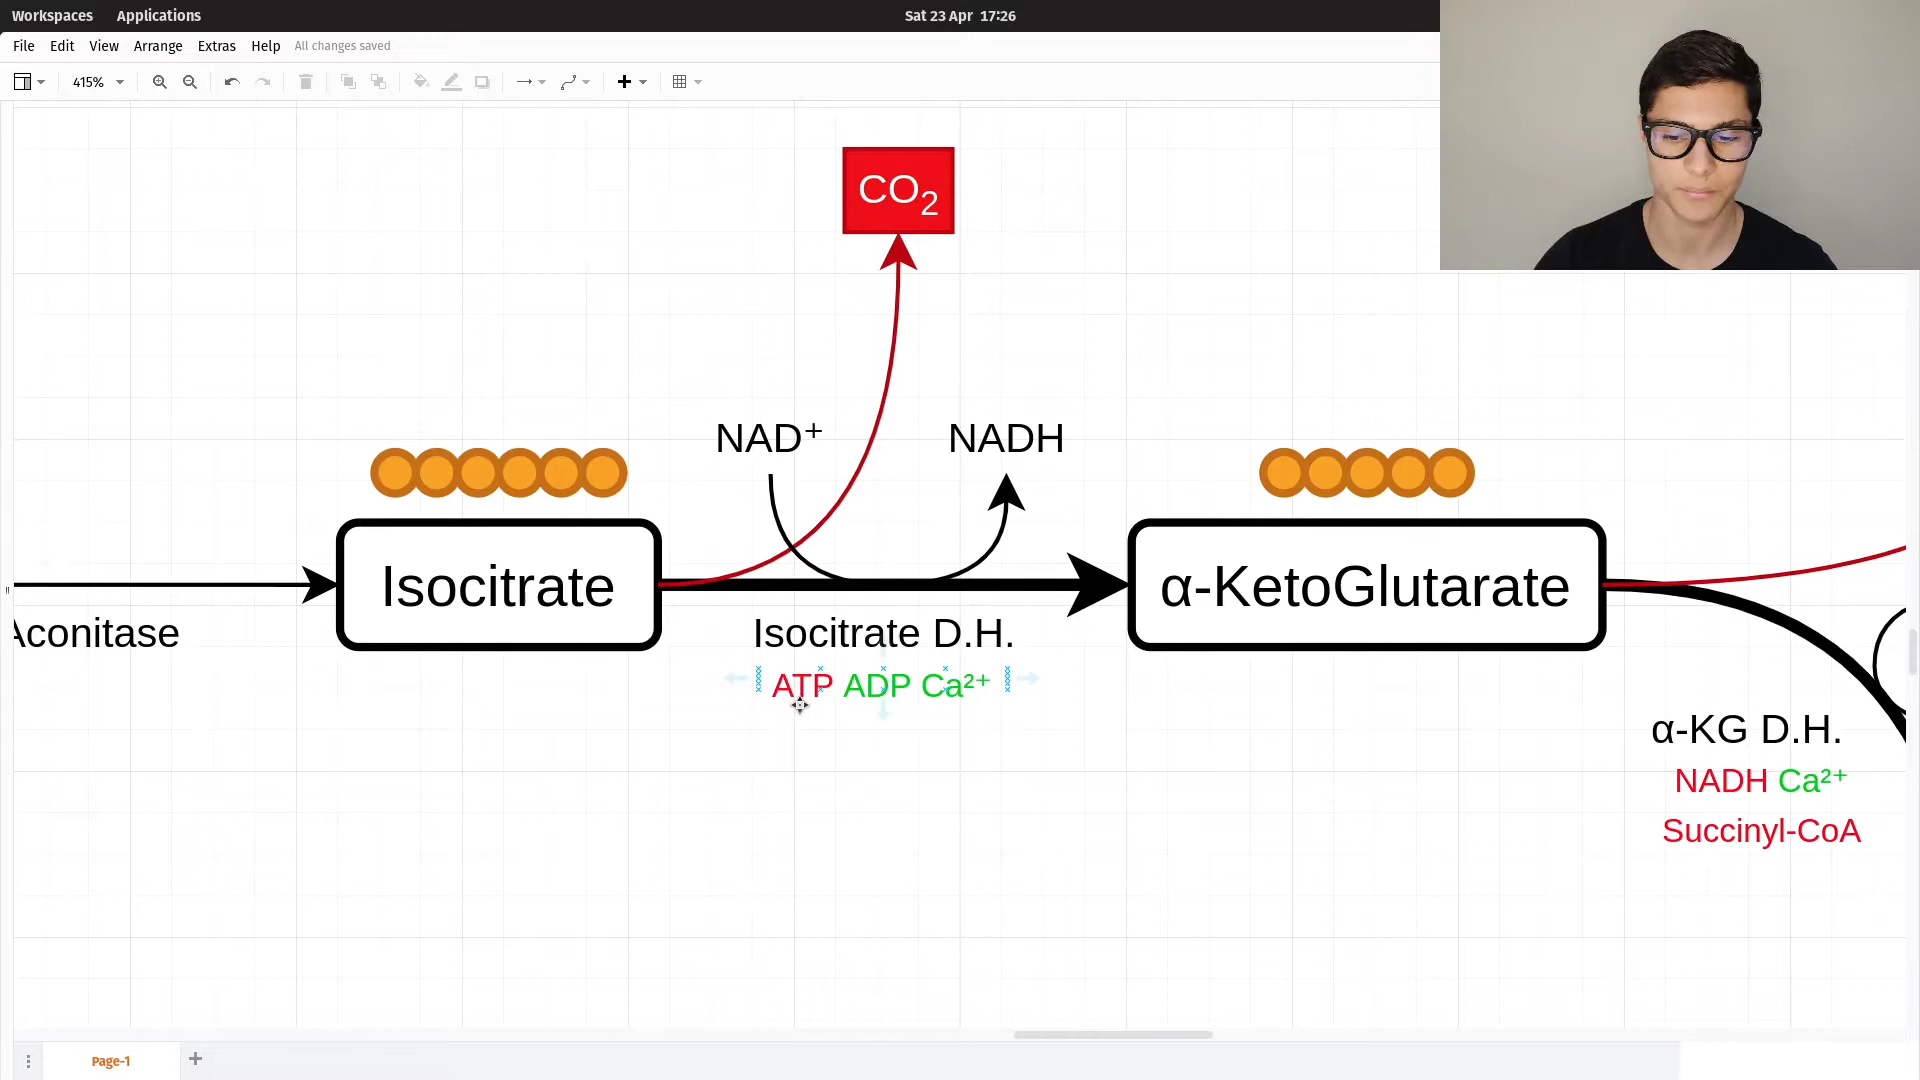 Workspaces Applications Sat 23 Apr 17:26
File Edit View Arrange Extras Help All changes saved
415%
CO₂
NAD⁺ NADH
Isocitrate α-KetoGlutarate
Aconitase Isocitrate D.H.
ATP ADP Ca²⁺
α-KG D.H.
NADH Ca²⁺
Succinyl-CoA
Page-1